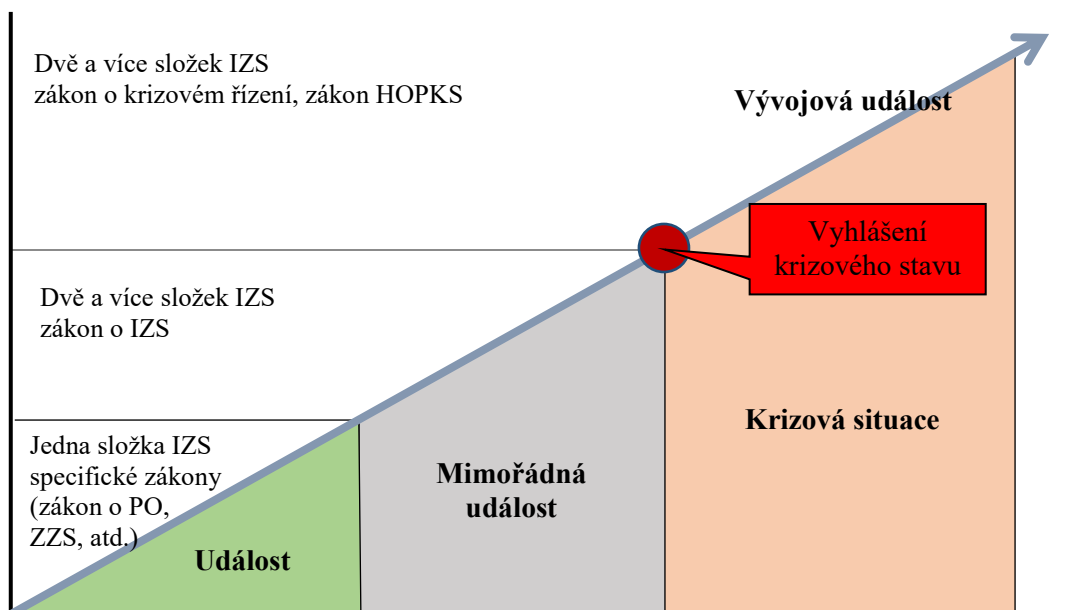 Dvě a více složek IZS
zákon o krizovém řízení, zákon HOPKS
Vývojová událost
Vyhlášení
krizového stavu
Dvě a více složek IZS
zákon o IZS
Krizová situace
Jedna složka IZS
specifické zákony
(zákon o PO,
ZZS, atd.)
Mimořádná
událost
Událost